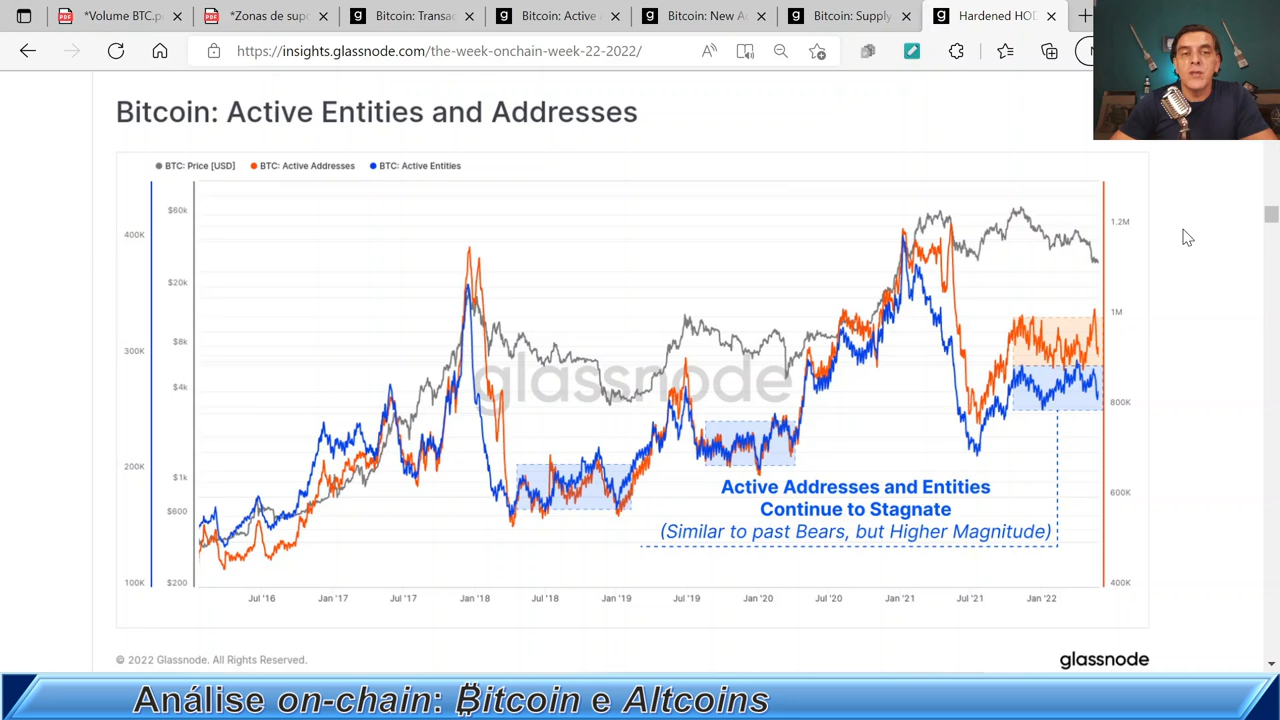 *Volume BTC.p
*Zonas de sup
Bitcoin: Transac
Bitcoin: Active
Bitcoin: New A
Bitcoin: Supply
Hardened HOD
https://insights.glassnode.com/the-week-onchain-week-22-2022/
Bitcoin: Active Entities and Addresses
BTC: Price [USD] BTC: Active Addresses BTC: Active Entities
$60k
1.2M
400K
$20k
1M
$8k
300K
$4k
800K
glassnode
200K
$1k
Active Addresses and Entities
600K
Continue to Stagnate
$600
(Similar to past Bears, but Higher Magnitude)
100K $200 400K
Jul '16 Jan '17 Jul '17 Jan '18 Jul '18 Jan '19 Jul '19 Jan '20 Jul '20 Jan '21 Jul '21 Jan '22
© 2022 Glassnode. All Rights Reserved. glassnode
Análise on-chain: ₿itcoin e Altcoins